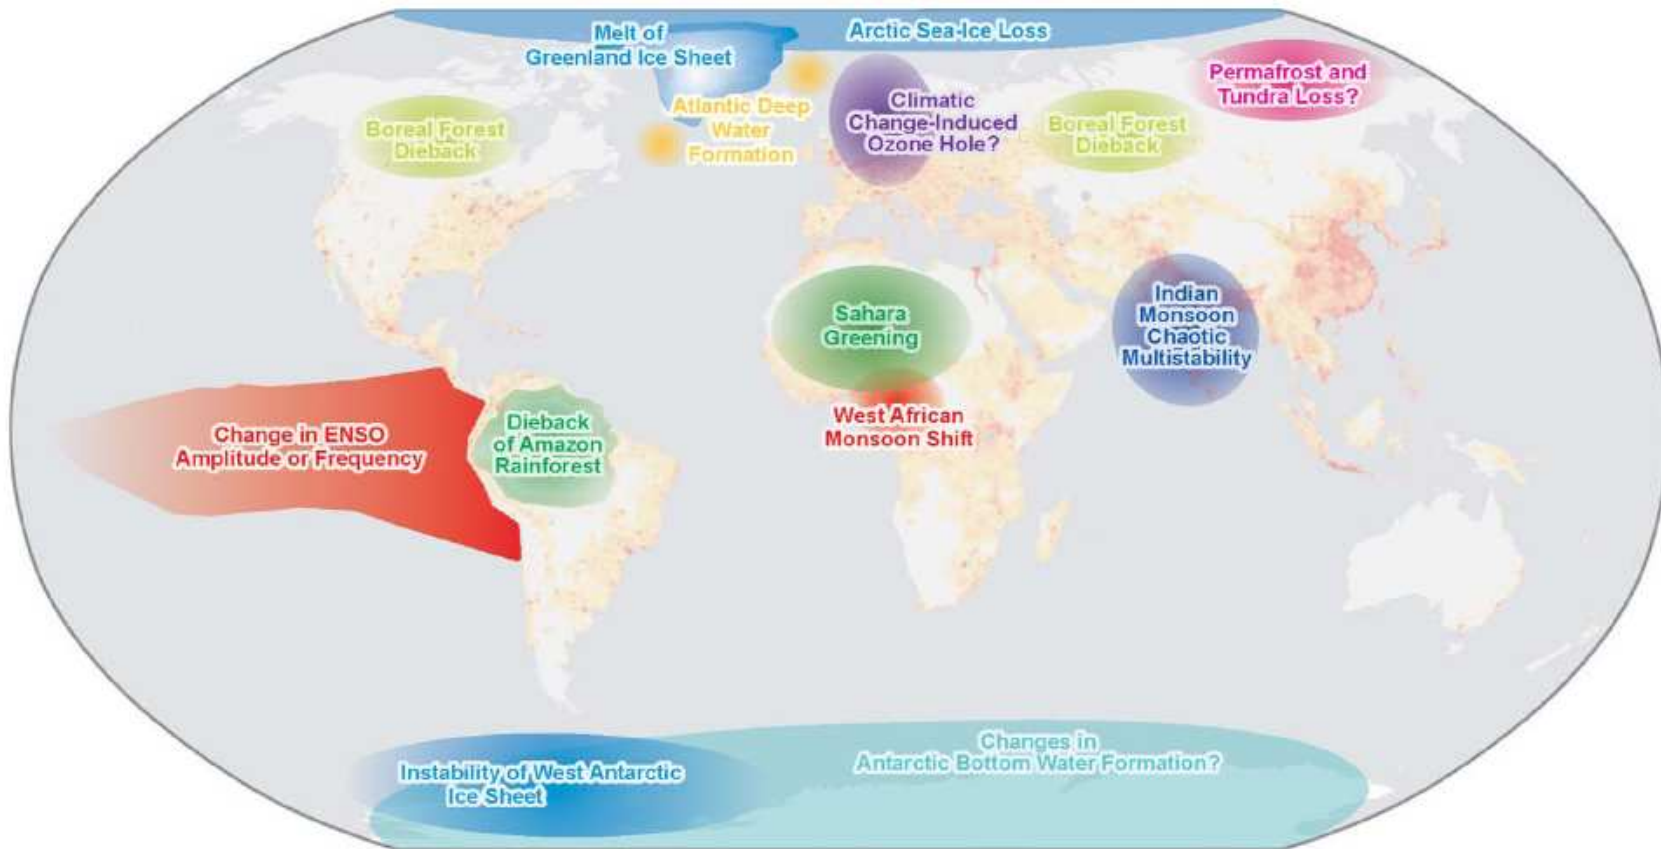 Melt of
Greenland Ice Sheet
Arctic Sea-Ice Loss
Permafrost and
Tundra Loss?
Boreal Forest
Dieback
Atlantic Deep
Water
Formation
Climatic
Change-Induced
Ozone Hole?
Boreal Forest
Dieback
Sahara
Greening
Indian
Monsoon
Chaotic
Multistability
West African
Monsoon Shift
Change in ENSO
Amplitude or Frequency
Dieback
of Amazon
Rainforest
Instability of West Antarctic
Ice Sheet
Changes in
Antarctic Bottom Water Formation?